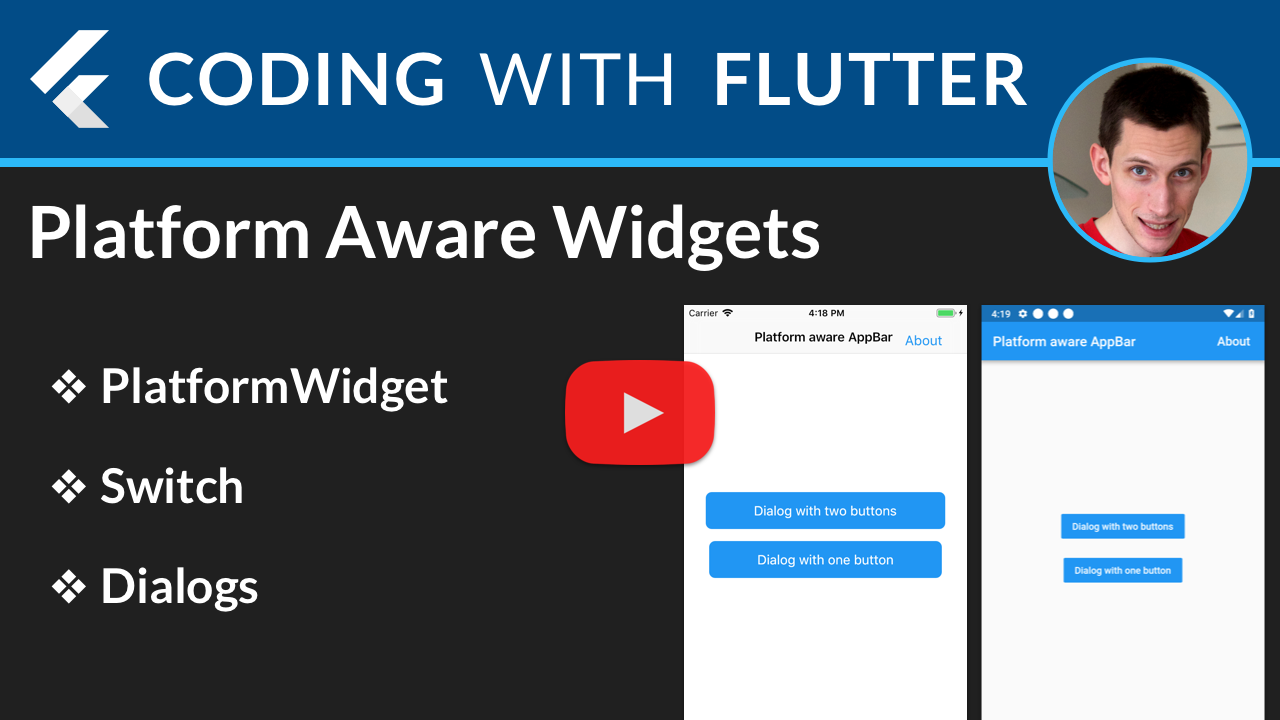 CODING WITH FLUTTER
Platform Aware Widgets
❖ PlatformWidget
❖ Switch
❖ Dialogs
Carrier 4:18 PM
Platform aware AppBar About
Dialog with two buttons
Dialog with one button
4:19
Platform aware AppBar About
Dialog with two buttons
Dialog with one button